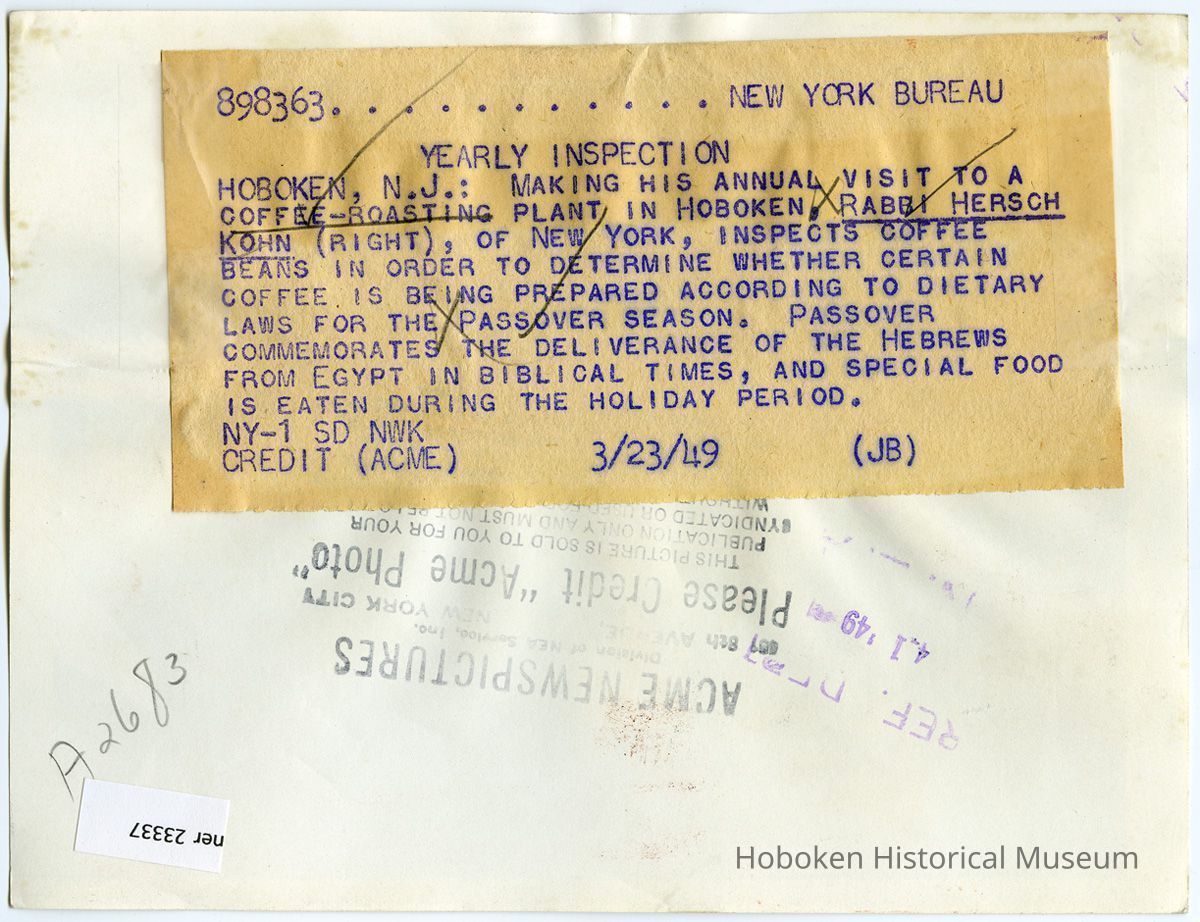 898363. . . . . . . . . . . . NEW YORK BUREAU
YEARLY INSPECTION
HOBOKEN, N.J.: MAKING HIS ANNUAL VISIT TO A
COFFEE-ROASTING PLANT IN HOBOKEN, RABBI HERSCH
KOHN (RIGHT), OF NEW YORK, INSPECTS COFFEE
BEANS IN ORDER TO DETERMINE WHETHER CERTAIN
COFFEE IS BEING PREPARED ACCORDING TO DIETARY
LAWS FOR THE PASSOVER SEASON. PASSOVER
COMMEMORATES THE DELIVERANCE OF THE HEBREWS
FROM EGYPT IN BIBLICAL TIMES, AND SPECIAL FOOD
IS EATEN DURING THE HOLIDAY PERIOD.
NY-1 SD NWK
CREDIT (ACME) 3/23/49 (JB)
ACME NEWSPICTURES
Division of NEA Service, Inc.
8th AVENUE, NEW YORK CITY
Please Credit "Acme Photo"
THIS PICTURE IS SOLD TO YOU FOR YOUR
PUBLICATION ONLY AND MUST NOT BE
SYNDICATED OR USED FOR
REF. DEPT
'49
A2683
ner 23337
Hoboken Historical Museum